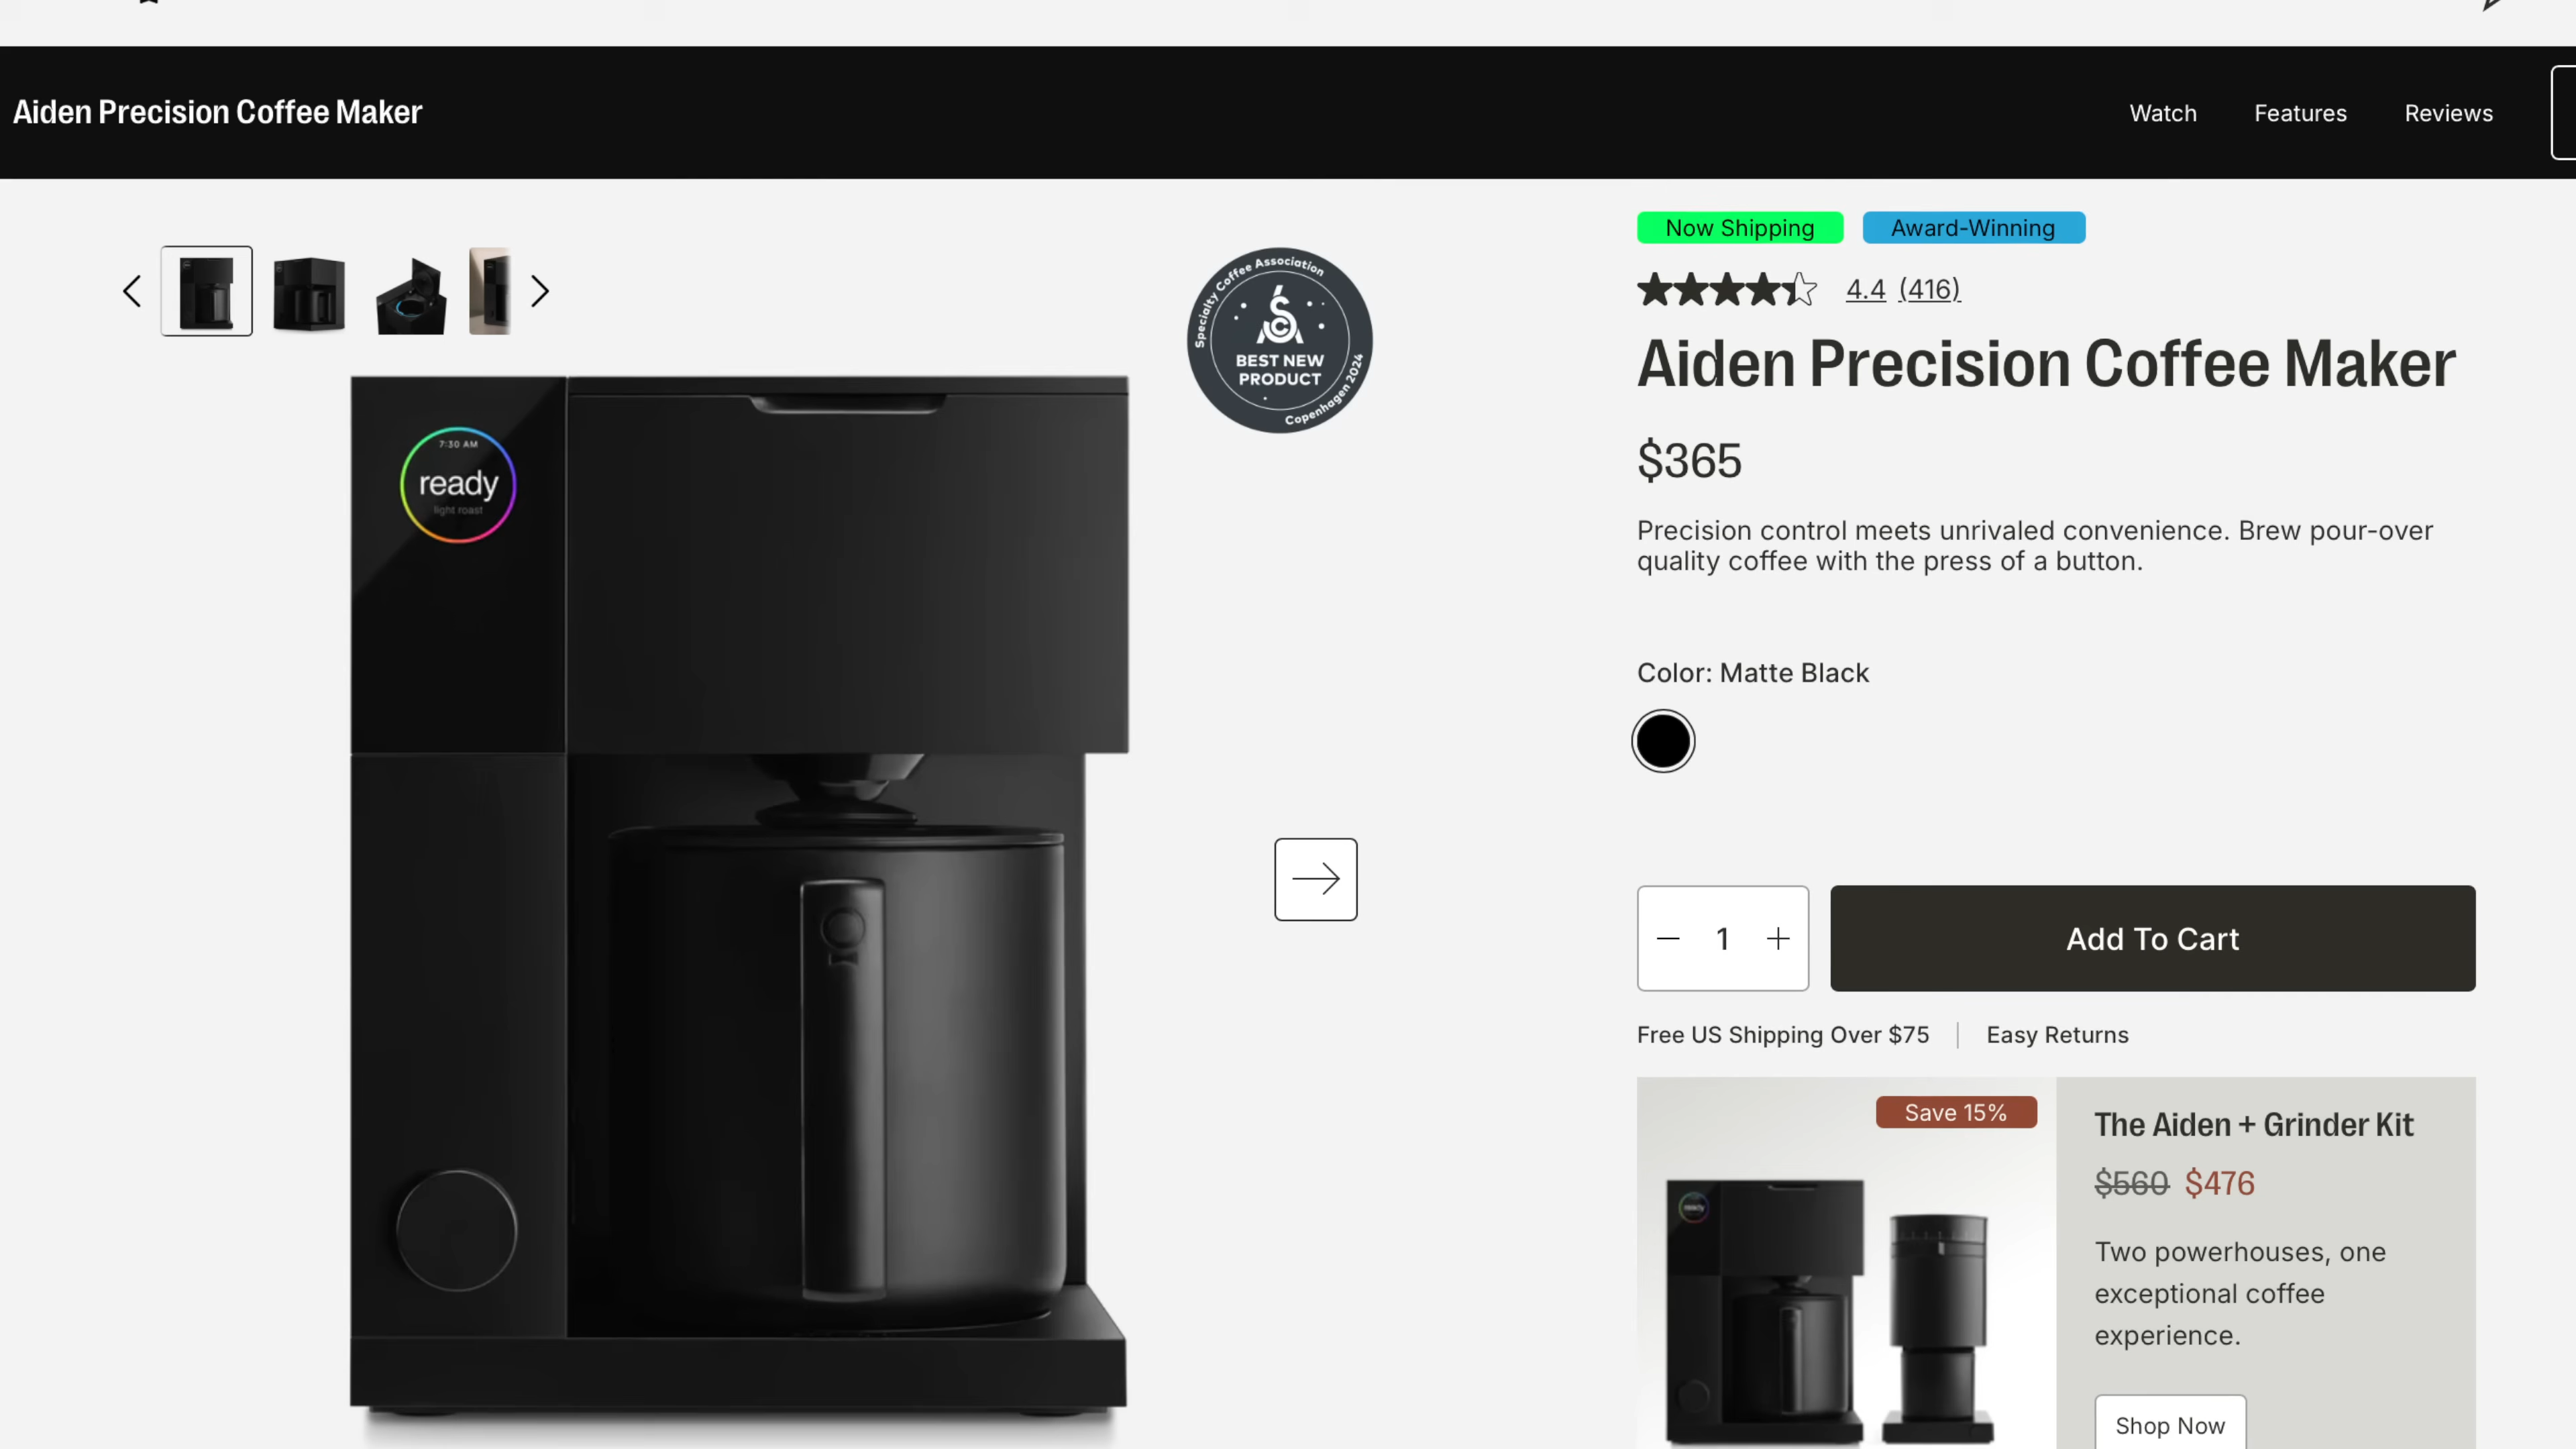 Aiden Precision Coffee Maker
Watch
Features
Reviews
Now Shipping
Award-Winning
4.4 (416)
Specialty Coffee Association
BEST NEW
PRODUCT
Copenhagen 2024
7:30 AM
ready
light roast
Aiden Precision Coffee Maker
$365
Precision control meets unrivaled convenience. Brew pour-over
quality coffee with the press of a button.
Color: Matte Black
1
Add To Cart
Free US Shipping Over $75
Easy Returns
Save 15%
ready
The Aiden + Grinder Kit
$560 $476
Two powerhouses, one
exceptional coffee
experience.
Shop Now